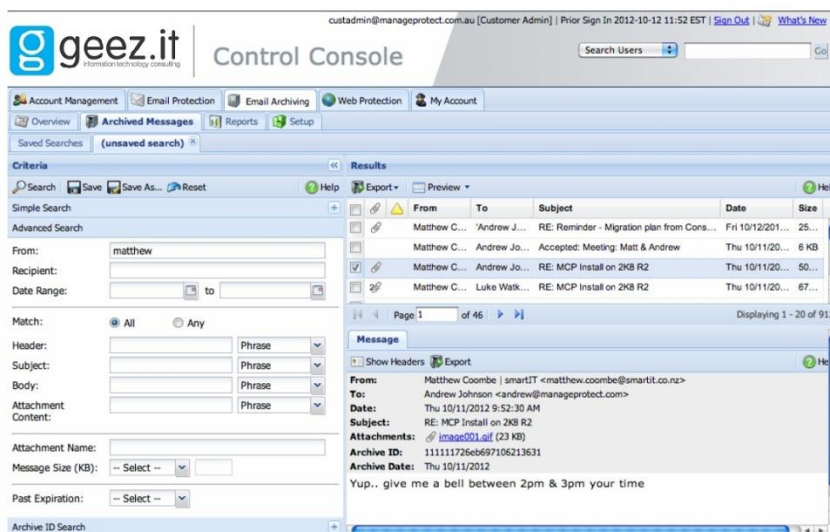 custadmin@manageprotect.com.au [Customer Admin] | Prior Sign In 2012-10-12 11:52 EST | Sign Out | What's New
geez.it
information technology consulting
Control Console
Search Users
Go
Account Management Email Protection Email Archiving Web Protection My Account
Overview Archived Messages Reports Setup
Saved Searches (unsaved search)
Criteria
Search Save Save As... Reset Help
Simple Search
Advanced Search
From: matthew
Recipient:
Date Range: to
Match: All Any
Header: Phrase
Subject: Phrase
Body: Phrase
Attachment Content: Phrase
Attachment Name:
Message Size (KB): -- Select --
Past Expiration: -- Select --
Archive ID Search
Results
Export Preview Hel
From To Subject Date Size
Matthew C... 'Andrew J... RE: Reminder - Migration plan from Cons... Fri 10/12/201... 25...
Matthew C... Andrew Jo... Accepted: Meeting: Matt & Andrew Thu 10/11/20... 6 KB
Matthew C... Andrew Jo... RE: MCP Install on 2K8 R2 Thu 10/11/20... 50...
Matthew C... Luke Watk... RE: MCP Install on 2K8 R2 Thu 10/11/20... 67...
Page 1 of 46 Displaying 1 - 20 of 91
Message
Show Headers Export He
From: Matthew Coombe | smartIT <matthew.coombe@smartit.co.nz>
To: Andrew Johnson <andrew@manageprotect.com>
Date: Thu 10/11/2012 9:52:30 AM
Subject: RE: MCP Install on 2K8 R2
Attachments: image001.gif (23 KB)
Archive ID: 111111726eb697106213631
Archive Date: Thu 10/11/2012
Yup.. give me a bell between 2pm & 3pm your time